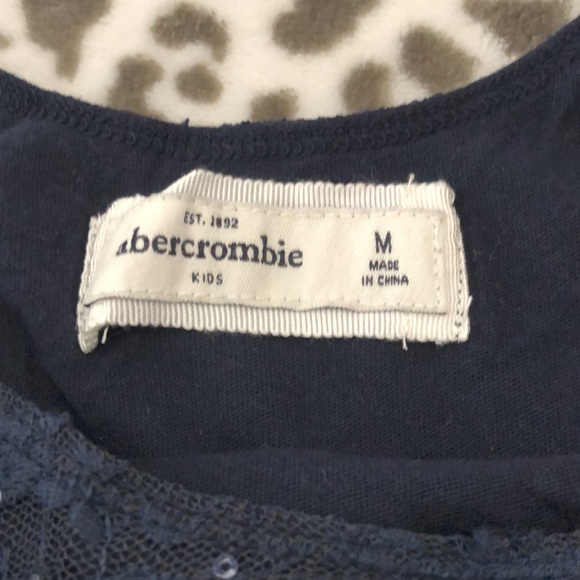 EST. 1892
abercrombie
KIDS
M
MADE
IN CHINA